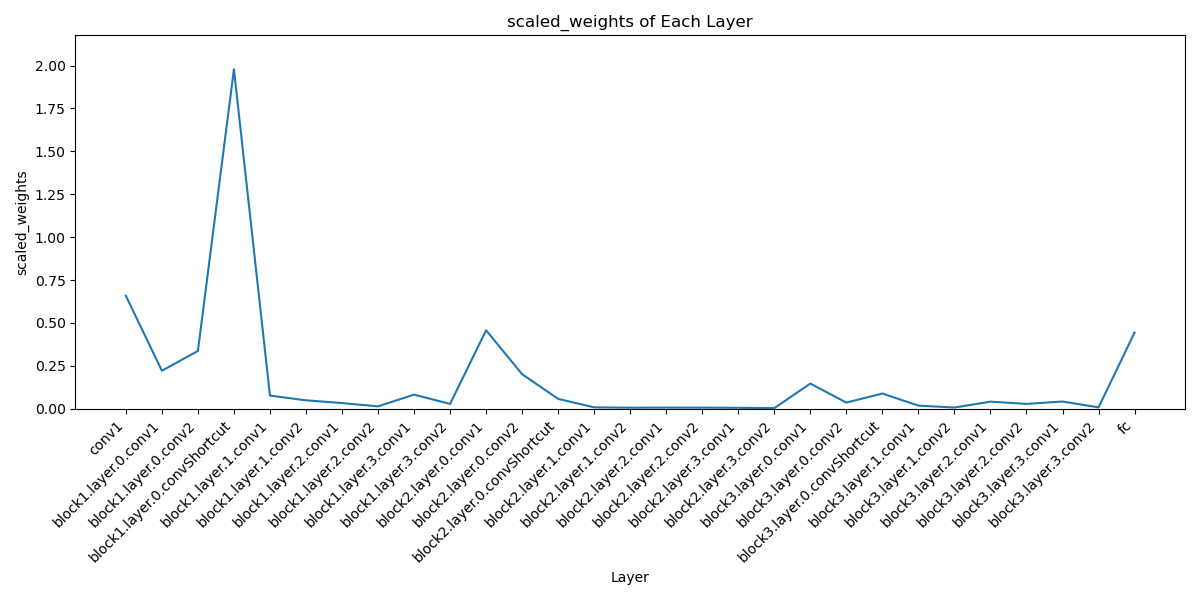 scaled_weights of Each Layer
scaled_weights
2.00
1.75
1.50
1.25
1.00
0.75
0.50
0.25
0.00
conv1
block1.layer.0.conv1
block1.layer.0.conv2
block1.layer.0.convShortcut
block1.layer.1.conv1
block1.layer.1.conv2
block1.layer.2.conv1
block1.layer.2.conv2
block1.layer.3.conv1
block1.layer.3.conv2
block2.layer.0.conv1
block2.layer.0.conv2
block2.layer.0.convShortcut
block2.layer.1.conv1
block2.layer.1.conv2
block2.layer.2.conv1
block2.layer.2.conv2
block2.layer.3.conv1
block2.layer.3.conv2
block3.layer.0.conv1
block3.layer.0.conv2
block3.layer.0.convShortcut
block3.layer.1.conv1
block3.layer.1.conv2
block3.layer.2.conv1
block3.layer.2.conv2
block3.layer.3.conv1
block3.layer.3.conv2
fc
Layer